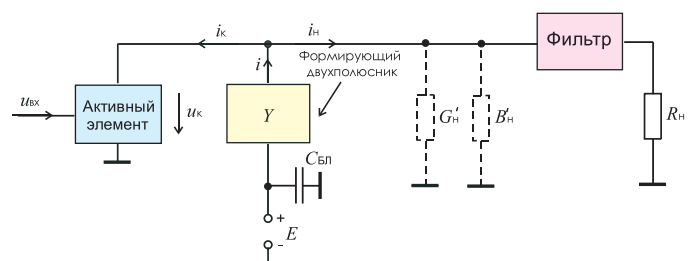 iк
iн
Формирующий
двухполюсник
Фильтр
i
uвх
Активный
элемент
uк
Y
G'н
B'н
Rн
CБЛ
+
E
-